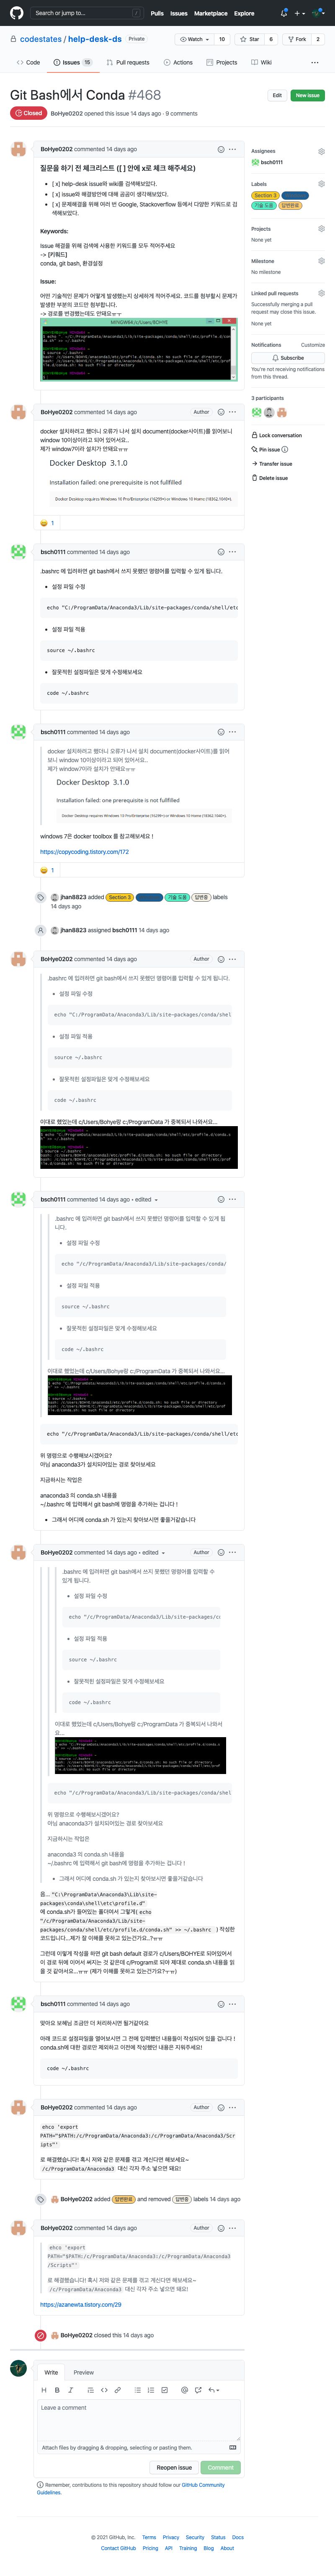 Search or jump to...
Pulls Issues Marketplace Explore
codestates / help-desk-ds Private
Watch 10 Star 6 Fork 2
Code Issues 15 Pull requests Actions Projects Wiki
Git Bash에서 Conda #468
Edit New issue
Closed BoHye0202 opened this issue 14 days ago · 9 comments
BoHye0202 commented 14 days ago
질문을 하기 전 체크리스트 ([ ] 안에 x로 체크 해주세요)
[ x] help-desk issue와 wiki를 검색해보았다.
[ x] issue와 해결방안에 대해 곰곰이 생각해보았다.
[ x] 문제해결을 위해 미리 번 Google, Stackoverflow 등에서 다양한 키워드로 검
색해보았다.
Keywords:
Issue 해결을 위해 검색에 사용한 키워드를 모두 적어주세요
-> [키워드]
conda, git bash, 환경설정
Issue:
어떤 기술적인 문제가 어떻게 발생했는지 상세하게 적어주세요. 코드를 첨부할시 문제가
발생한 부분의 코드만 첨부합니다.
-> 경로를 변경했는데도 안돼요ㅠㅠ
BoHye0202 commented 14 days ago Author
docker 설치하려고 했더니 오류가 나서 설치 document(docker사이트)를 읽어보니
window 10이상이라고 되어 있어서요..
제가 window7이라 설치가 안돼요ㅠㅠ
Docker Desktop 3.1.0
Installation failed: one prerequisite is not fullfilled
Docker Desktop requires Windows 10 Pro/Enterprise (16299+) or Windows 10 Home (18362.1040+).
1
bsch0111 commented 14 days ago
.bashrc 에 입력하면 git bash에서 쓰지 못했던 명령어를 입력할 수 있게 됩니다.
설정 파일 수정
echo "C:/ProgramData/Anaconda3/Lib/site-packages/conda/shell/etc
설정 파일 적용
source ~/.bashrc
잘못적힌 설정파일은 맞게 수정해보세요
code ~/.bashrc
bsch0111 commented 14 days ago
docker 설치하려고 했더니 오류가 나서 설치 document(docker사이트)를 읽어
보니 window 10이상이라고 되어 있어서요..
제가 window7이라 설치가 안돼요ㅠㅠ
Docker Desktop 3.1.0
Installation failed: one prerequisite is not fullfilled
Docker Desktop requires Windows 10 Pro/Enterprise (16299+) or Windows 10 Home (18362.1040+).
windows 7은 docker toolbox 를 참고해보세요 !
https://copycoding.tistory.com/172
1
jhan8823 added Section 3 기술 도움 답변중 labels
14 days ago
jhan8823 assigned bsch0111 14 days ago
BoHye0202 commented 14 days ago Author
.bashrc 에 입력하면 git bash에서 쓰지 못했던 명령어를 입력할 수 있게 됩니다.
설정 파일 수정
echo "C:/ProgramData/Anaconda3/Lib/site-packages/conda/shel
설정 파일 적용
source ~/.bashrc
잘못적힌 설정파일은 맞게 수정해보세요
code ~/.bashrc
이대로 했었는데 c/Users/Bohye랑 c:/ProgramData 가 중복되서 나와서요...
bsch0111 commented 14 days ago • edited
.bashrc 에 입력하면 git bash에서 쓰지 못했던 명령어를 입력할 수 있게 됩니
다.
설정 파일 수정
echo "/c/ProgramData/Anaconda3/Lib/site-packages/conda/
설정 파일 적용
source ~/.bashrc
잘못적힌 설정파일은 맞게 수정해보세요
code ~/.bashrc
이대로 했었는데 c/Users/Bohye랑 c:/ProgramData 가 중복되서 나와서요...
echo "/c/ProgramData/Anaconda3/Lib/site-packages/conda/shell/etc
위 명령으로 수행해보시겠어요?
아님 anaconda3가 설치되어있는 경로 찾아보세요
지금하시는 작업은
anaconda3 의 conda.sh 내용을
~/.bashrc 에 입력해서 git bash에 명령을 추가하는 겁니다 !
그래서 어디에 conda.sh 가 있는지 찾아보시면 좋을거같습니다
BoHye0202 commented 14 days ago • edited Author
.bashrc 에 입력하면 git bash에서 쓰지 못했던 명령어를 입력할 수
있게 됩니다.
설정 파일 수정
echo "/c/ProgramData/Anaconda3/Lib/site-packages/co
설정 파일 적용
source ~/.bashrc
잘못적힌 설정파일은 맞게 수정해보세요
code ~/.bashrc
이대로 했었는데 c/Users/Bohye랑 c:/ProgramData 가 중복되서 나와서
요...
echo "/c/ProgramData/Anaconda3/Lib/site-packages/conda/shel
위 명령으로 수행해보시겠어요?
아님 anaconda3가 설치되어있는 경로 찾아보세요
지금하시는 작업은
anaconda3 의 conda.sh 내용을
~/.bashrc 에 입력해서 git bash에 명령을 추가하는 겁니다 !
그래서 어디에 conda.sh 가 있는지 찾아보시면 좋을거같습니다
음... "C:\ProgramData\Anaconda3\Lib\site-
packages\conda\shell\etc\profile.d"
에 conda.sh가 들어있는 폴더여서 그렇게( echo
"/c/ProgramData/Anaconda3/Lib/site-
packages/conda/shell/etc/profile.d/conda.sh" >> ~/.bashrc ) 작성한
코드입니다...제가 잘 이해를 못하고 있는건가요..?ㅠㅠ
그런데 이렇게 작성을 하면 git bash default 경로가 c/Users/BOHYE로 되어있어서
이 경로 뒤에 이어서 써지는 것 같은데 c/Program로 되어 제대로 conda.sh 내용을 읽
을 것 같아서요...ㅠㅠ (제가 이해를 못하고 있는건가요?ㅜㅠ)
bsch0111 commented 14 days ago
맞아요 보혜님 조금만 더 처리하시면 될거같아요
아래 코드로 설정파일을 열어보시면 그 전에 입력했던 내용들이 작성되어 있을 겁니다 !
conda.sh에 대한 경로만 제외하고 이전에 작성했던 내용은 지워주세요!
code ~/.bashrc
BoHye0202 commented 14 days ago Author
ehco 'export
PATH="$PATH:/c/ProgramData/Anaconda3:/c/ProgramData/Anaconda3/Scr
ipts"'
로 해결했습니다! 혹시 저와 같은 문제를 겪고 계신다면 해보세요~
/c/ProgramData/Anaconda3 대신 각자 주소 넣으면 돼요!
BoHye0202 added 답변완료 and removed 답변중 labels 14 days ago
BoHye0202 commented 14 days ago Author
ehco 'export
PATH="$PATH:/c/ProgramData/Anaconda3:/c/ProgramData/Anaconda3
/Scripts"'
로 해결했습니다! 혹시 저와 같은 문제를 겪고 계신다면 해보세요~
/c/ProgramData/Anaconda3 대신 각자 주소 넣으면 돼요!
https://azanewta.tistory.com/29
BoHye0202 closed this 14 days ago
Write Preview
Leave a comment
Attach files by dragging & dropping, selecting or pasting them.
Reopen issue Comment
Remember, contributions to this repository should follow our GitHub Community
Guidelines.
Assignees
bsch0111
Labels
Section 3
기술 도움 답변완료
Projects
None yet
Milestone
No milestone
Linked pull requests
Successfully merging a pull
request may close this issue.
None yet
Notifications Customize
Subscribe
You're not receiving notifications
from this thread.
3 participants
Lock conversation
Pin issue
Transfer issue
Delete issue
© 2021 GitHub, Inc. Terms Privacy Security Status Docs
Contact GitHub Pricing API Training Blog About